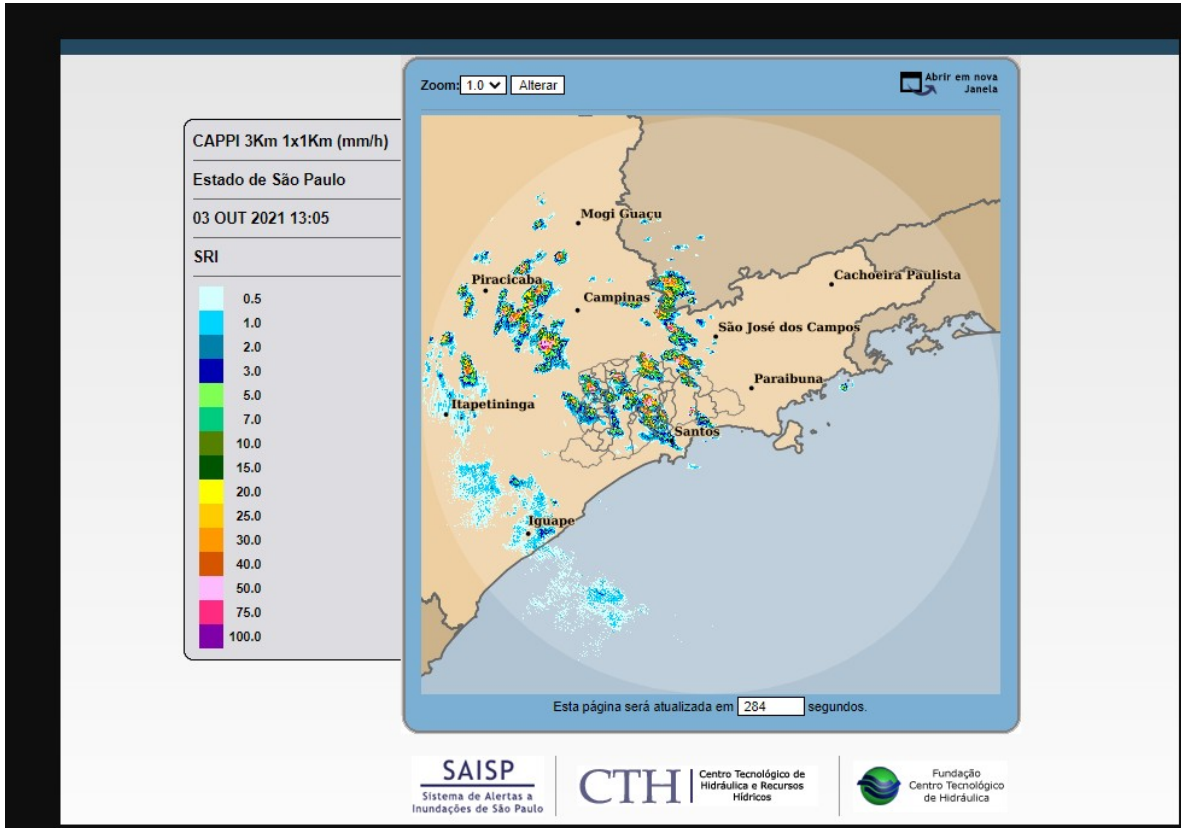 Zoom: 1.0 Alterar
Abrir em nova
Janela
CAPPI 3Km 1x1Km (mm/h)
Estado de São Paulo
03 OUT 2021 13:05
SRI
0.5
1.0
2.0
3.0
5.0
7.0
10.0
15.0
20.0
25.0
30.0
40.0
50.0
75.0
100.0
Mogi Guaçu
Piracicaba
Cachoeira Paulista
Campinas
São José dos Campos
Paraibuna
Itapetininga
Santos
Iguape
Esta página será atualizada em 284 segundos.
SAISP
Sistema de Alertas a
Inundações de São Paulo
CTH
Centro Tecnológico de
Hidráulica e Recursos
Hídricos
Fundação
Centro Tecnológico
de Hidráulica